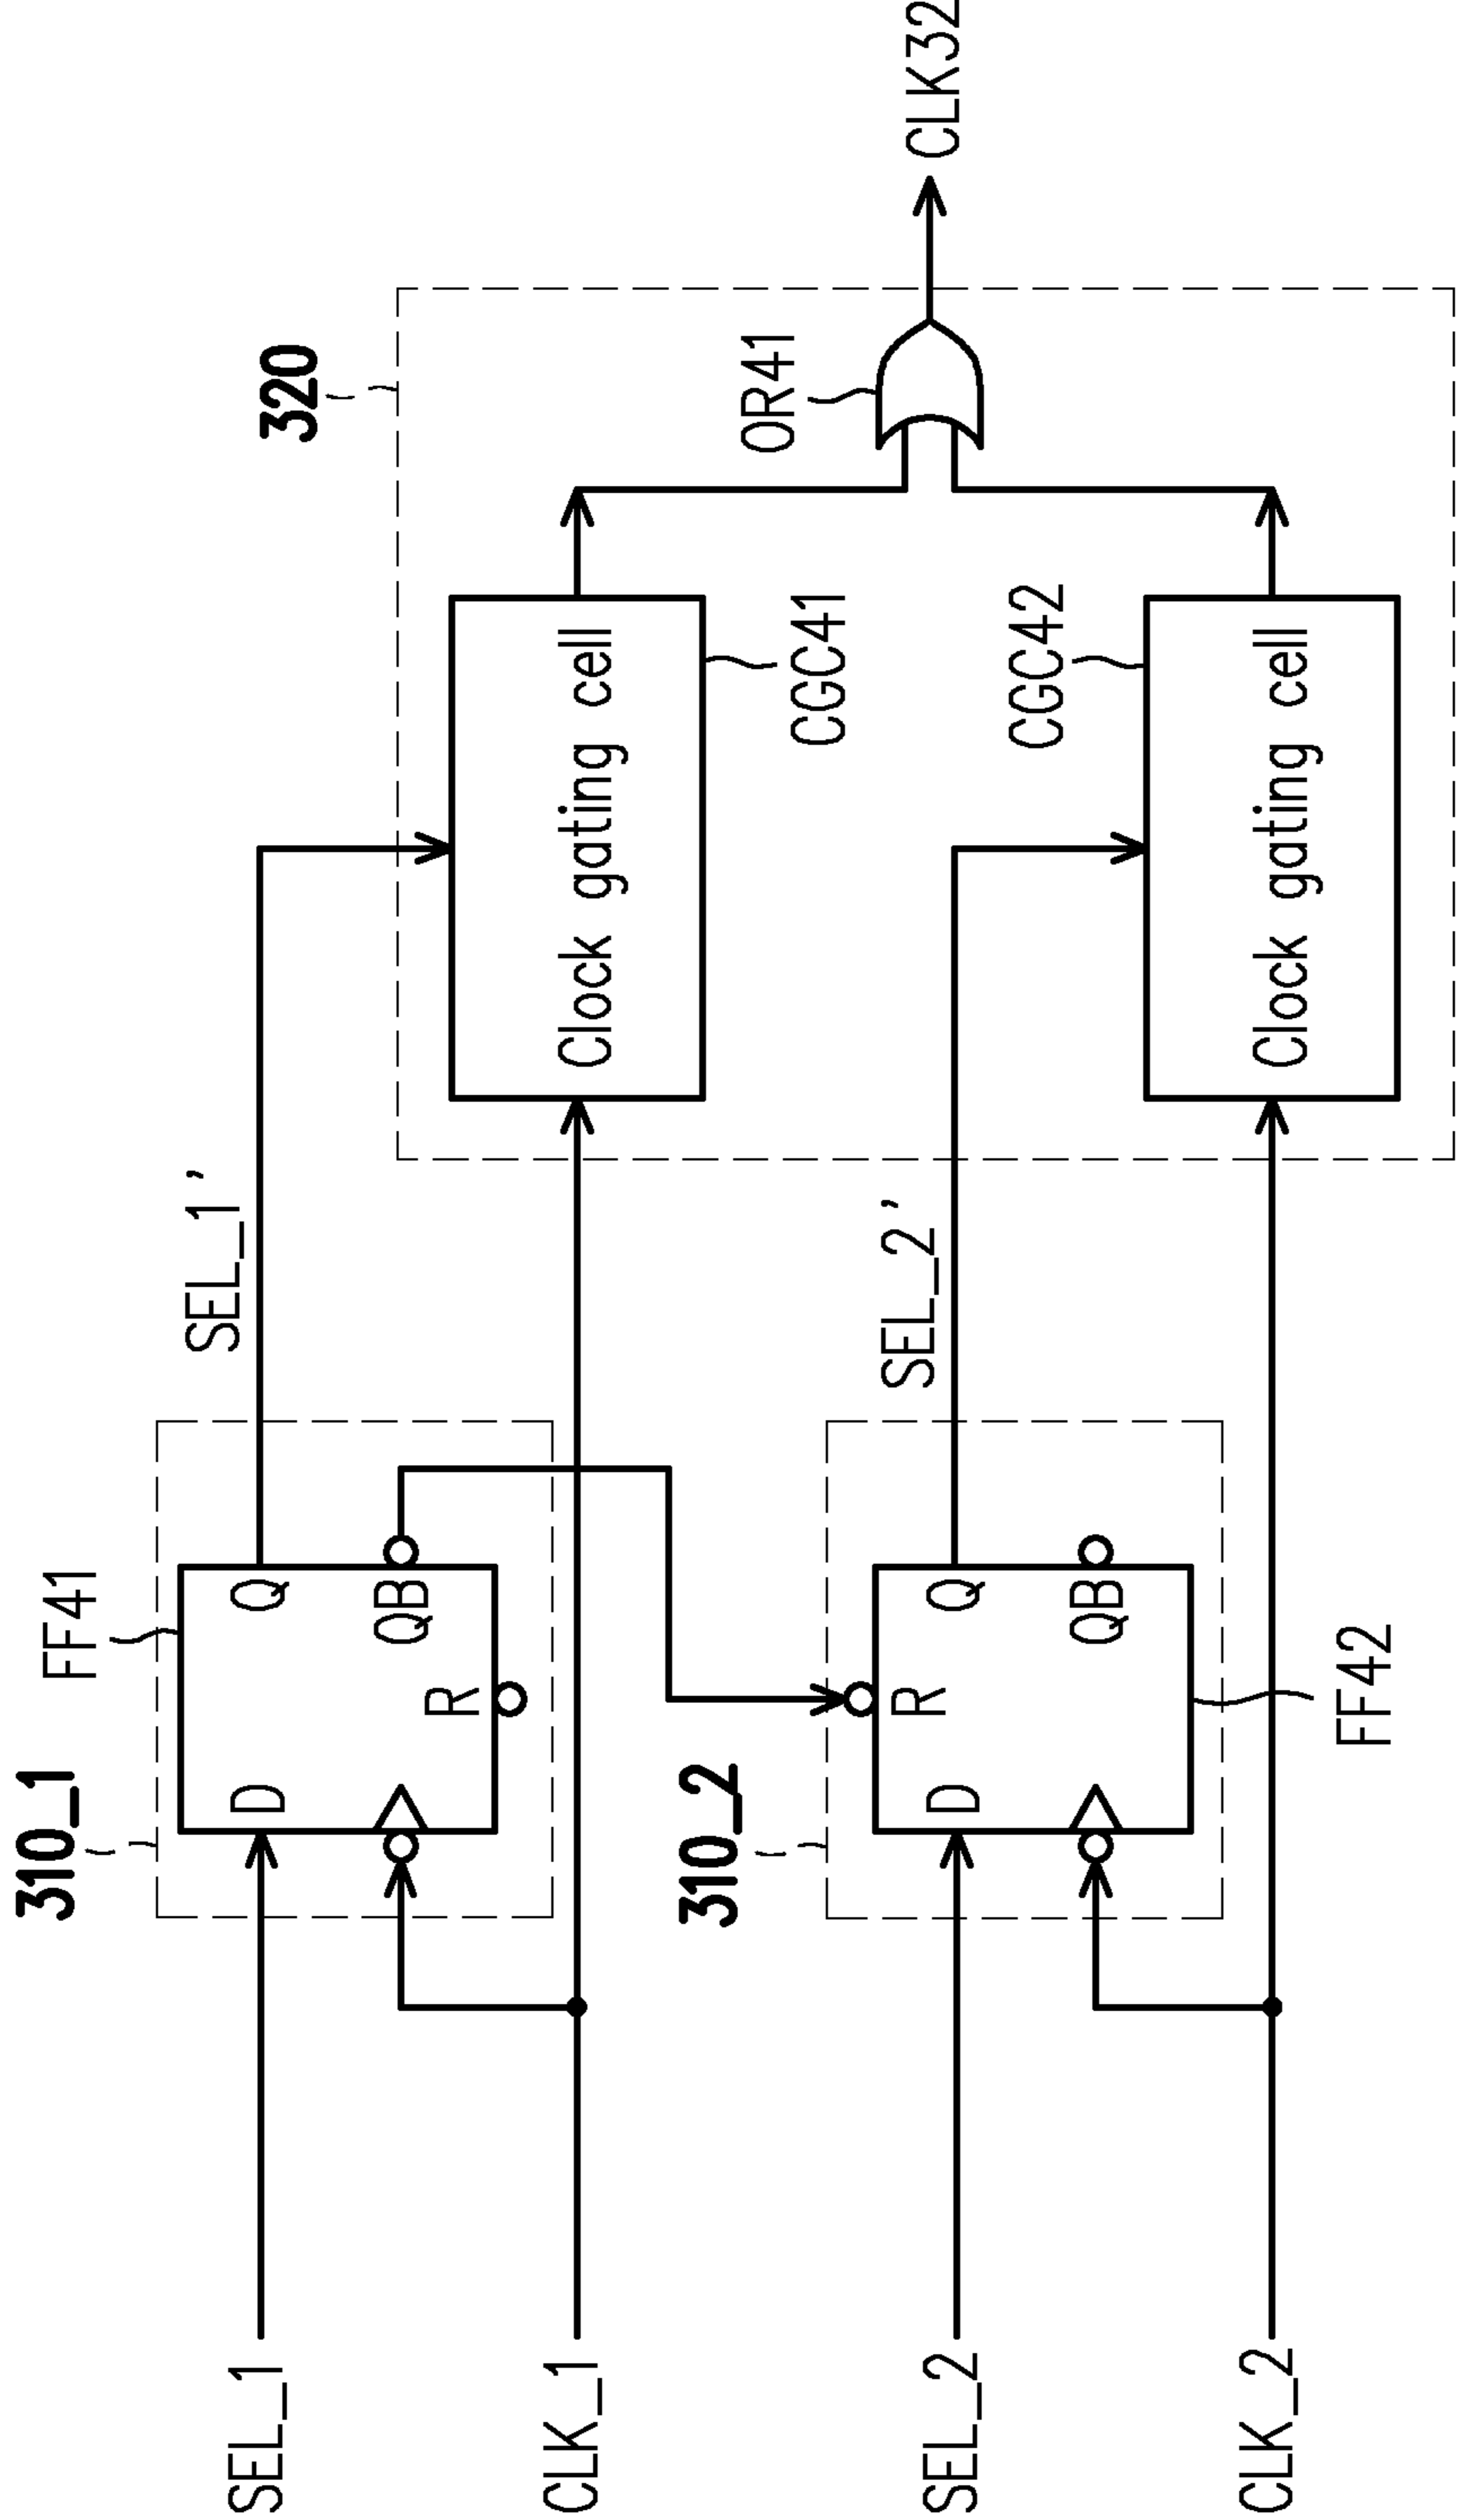 310_1
FF41
SEL_1
D
Q
QB
R
SEL_1'
320
CLK_1
Clock gating cell
CGC41
OR41
CLK32
310_2
SEL_2
R
D
Q
QB
SEL_2'
CGC42
CLK_2
Clock gating cell
FF42